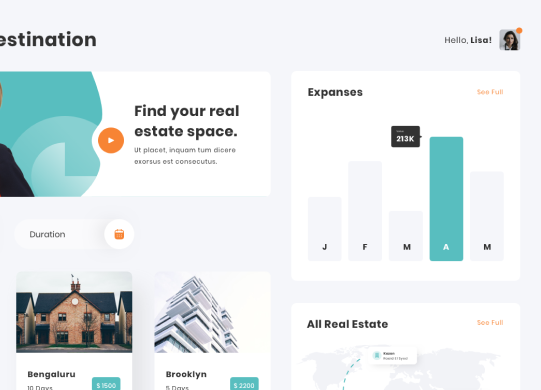 estination
Hello, Lisa!
Find your real
estate space.
Ut placet, inquam tum dicere
exorsus est consecutus.
Duration
Bengaluru
10 Days
$ 1500
Brooklyn
5 Days
$ 2200
Expanses
See Full
213K
J F M A M
All Real Estate
See Full